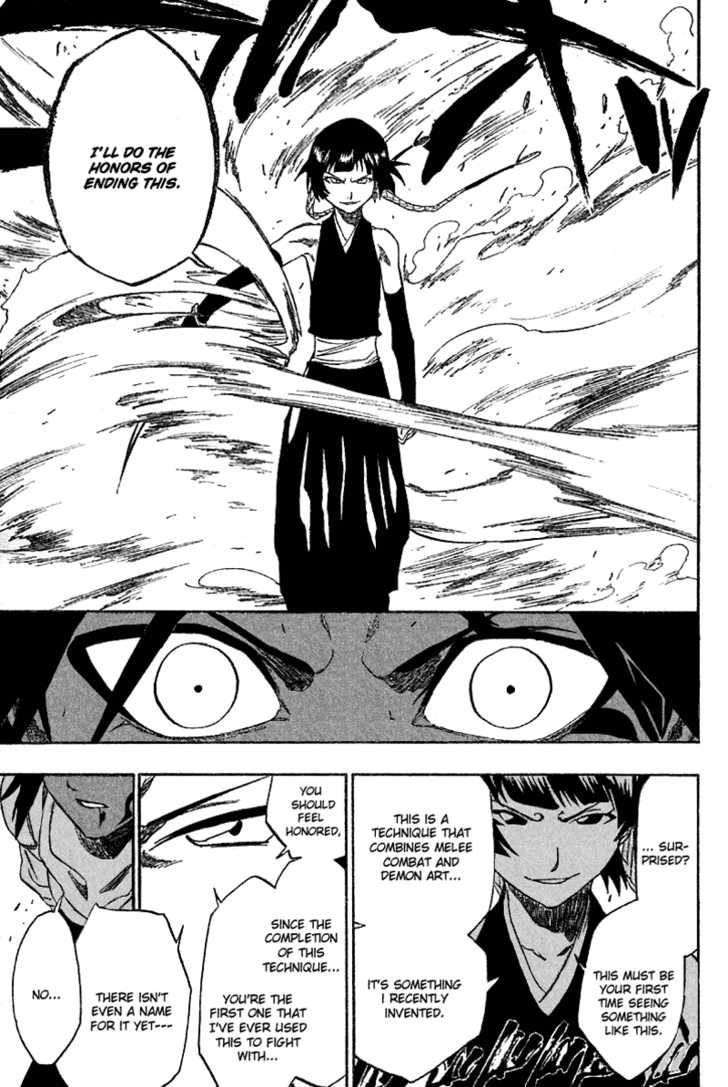 I'LL DO THE
HONORS OF
ENDING THIS.
... SUR-
PRISED?
THIS MUST BE
YOUR FIRST
TIME SEEING
SOMETHING
LIKE THIS.
THIS IS A
TECHNIQUE THAT
COMBINES MELEE
COMBAT AND
DEMON ART...
IT'S SOMETHING
I RECENTLY
INVENTED.
YOU
SHOULD
FEEL
HONORED,
SINCE THE
COMPLETION
OF THIS
TECHNIQUE...
YOU'RE THE
FIRST ONE THAT
I'VE EVER USED
THIS TO FIGHT
WITH...
THERE ISN'T
EVEN A NAME
FOR IT YET---
NO...